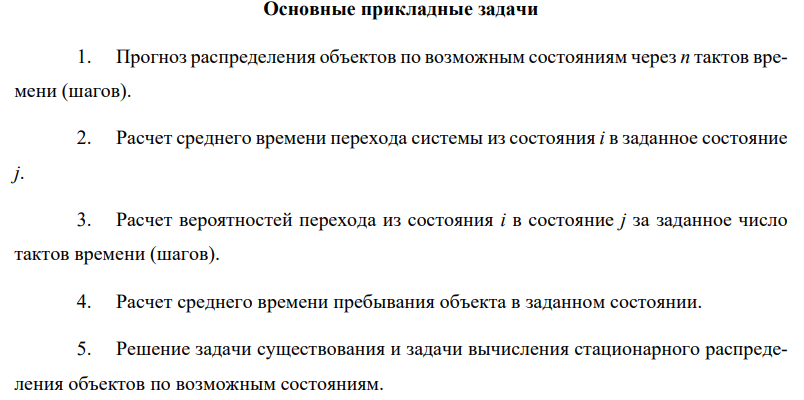 Основные прикладные задачи
1. Прогноз распределения объектов по возможным состояниям через n тактов вре-
мени (шагов).
2. Расчет среднего времени перехода системы из состояния i в заданное состояние
j.
3. Расчет вероятностей перехода из состояния i в состояние j за заданное число
тактов времени (шагов).
4. Расчет среднего времени пребывания объекта в заданном состоянии.
5. Решение задачи существования и задачи вычисления стационарного распреде-
ления объектов по возможным состояниям.